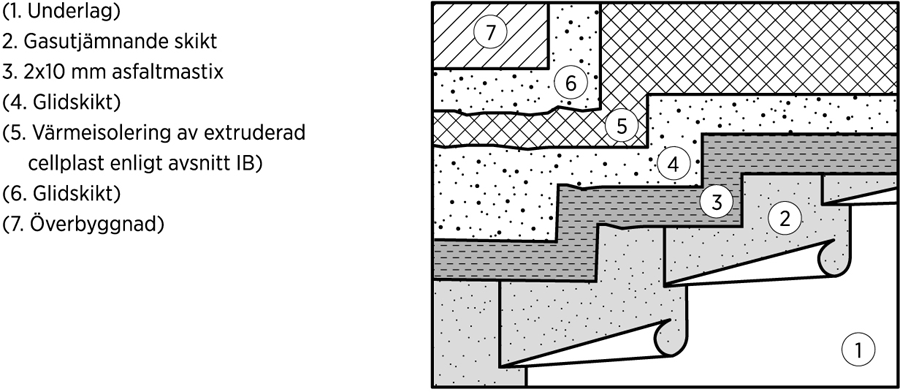 (1. Underlag)
2. Gasutjämnande skikt
3. 2x10 mm asfaltmastix
(4. Glidskikt)
(5. Värmeisolering av extruderad
cellplast enligt avsnitt IB)
(6. Glidskikt)
(7. Överbyggnad)
7
6
5
4
3
2
1